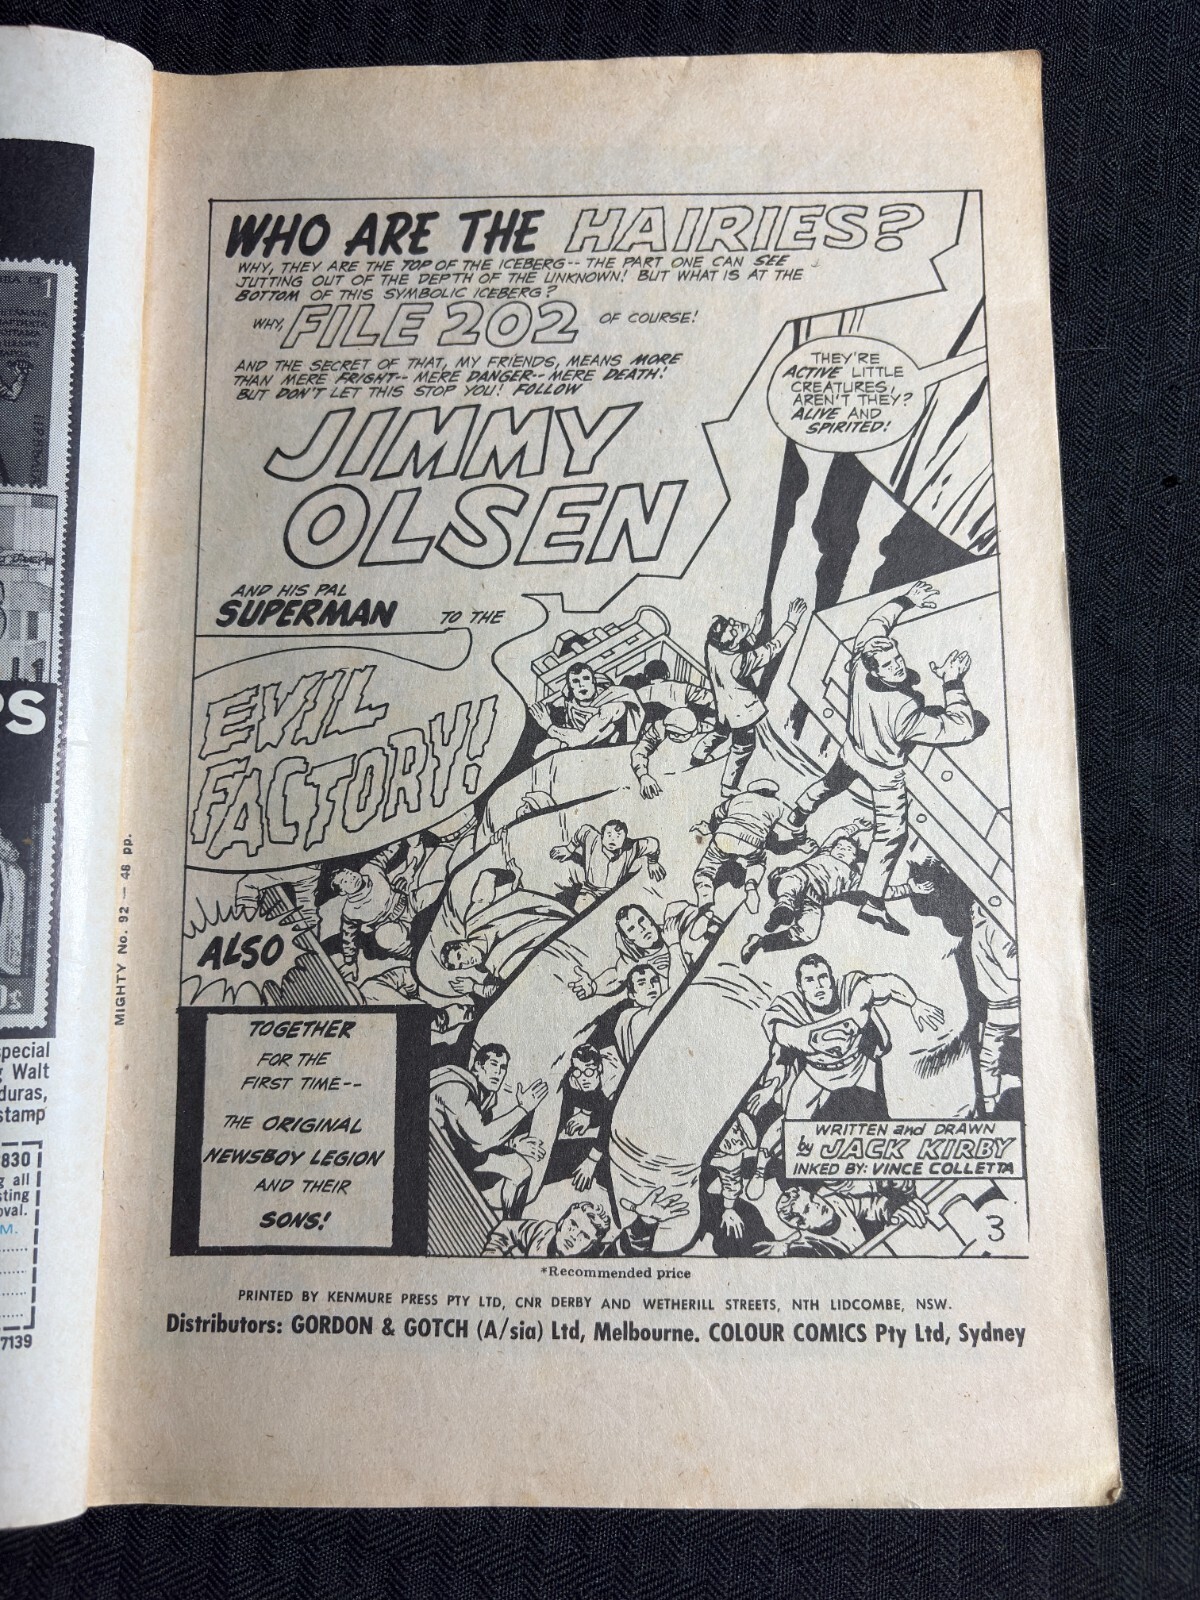 WHO ARE THE HAIRIES?
WHY, THEY ARE THE TOP OF THE ICEBERG-- THE PART ONE CAN SEE
JUTTING OUT OF THE DEPTH OF THE UNKNOWN! BUT WHAT IS AT THE
BOTTOM OF THIS SYMBOLIC ICEBERG?
WHY, FILE 202 OF COURSE!
AND THE SECRET OF THAT, MY FRIENDS, MEANS MORE
THAN MERE FRIGHT-- MERE DANGER-- MERE DEATH!
BUT DON'T LET THIS STOP YOU! FOLLOW
JIMMY
OLSEN
AND HIS PAL
SUPERMAN TO THE
EVIL
FACTORY!
THEY'RE
ACTIVE LITTLE
CREATURES,
AREN'T THEY?
ALIVE AND
SPIRITED!
ALSO
TOGETHER
FOR THE
FIRST TIME--
THE ORIGINAL
NEWSBOY LEGION
AND THEIR
SONS!
WRITTEN and DRAWN
by JACK KIRBY
INKED BY: VINCE COLLETTA
3
*Recommended price
PRINTED BY KENMURE PRESS PTY LTD, CNR DERBY AND WETHERILL STREETS, NTH LIDCOMBE, NSW.
Distributors: GORDON & GOTCH (A/sia) Ltd, Melbourne. COLOUR COMICS Pty Ltd, Sydney
MIGHTY No. 92 — 48 pp.
PS
special
Walt
duras,
stamp
830
all
sting
oval.
M.
7139